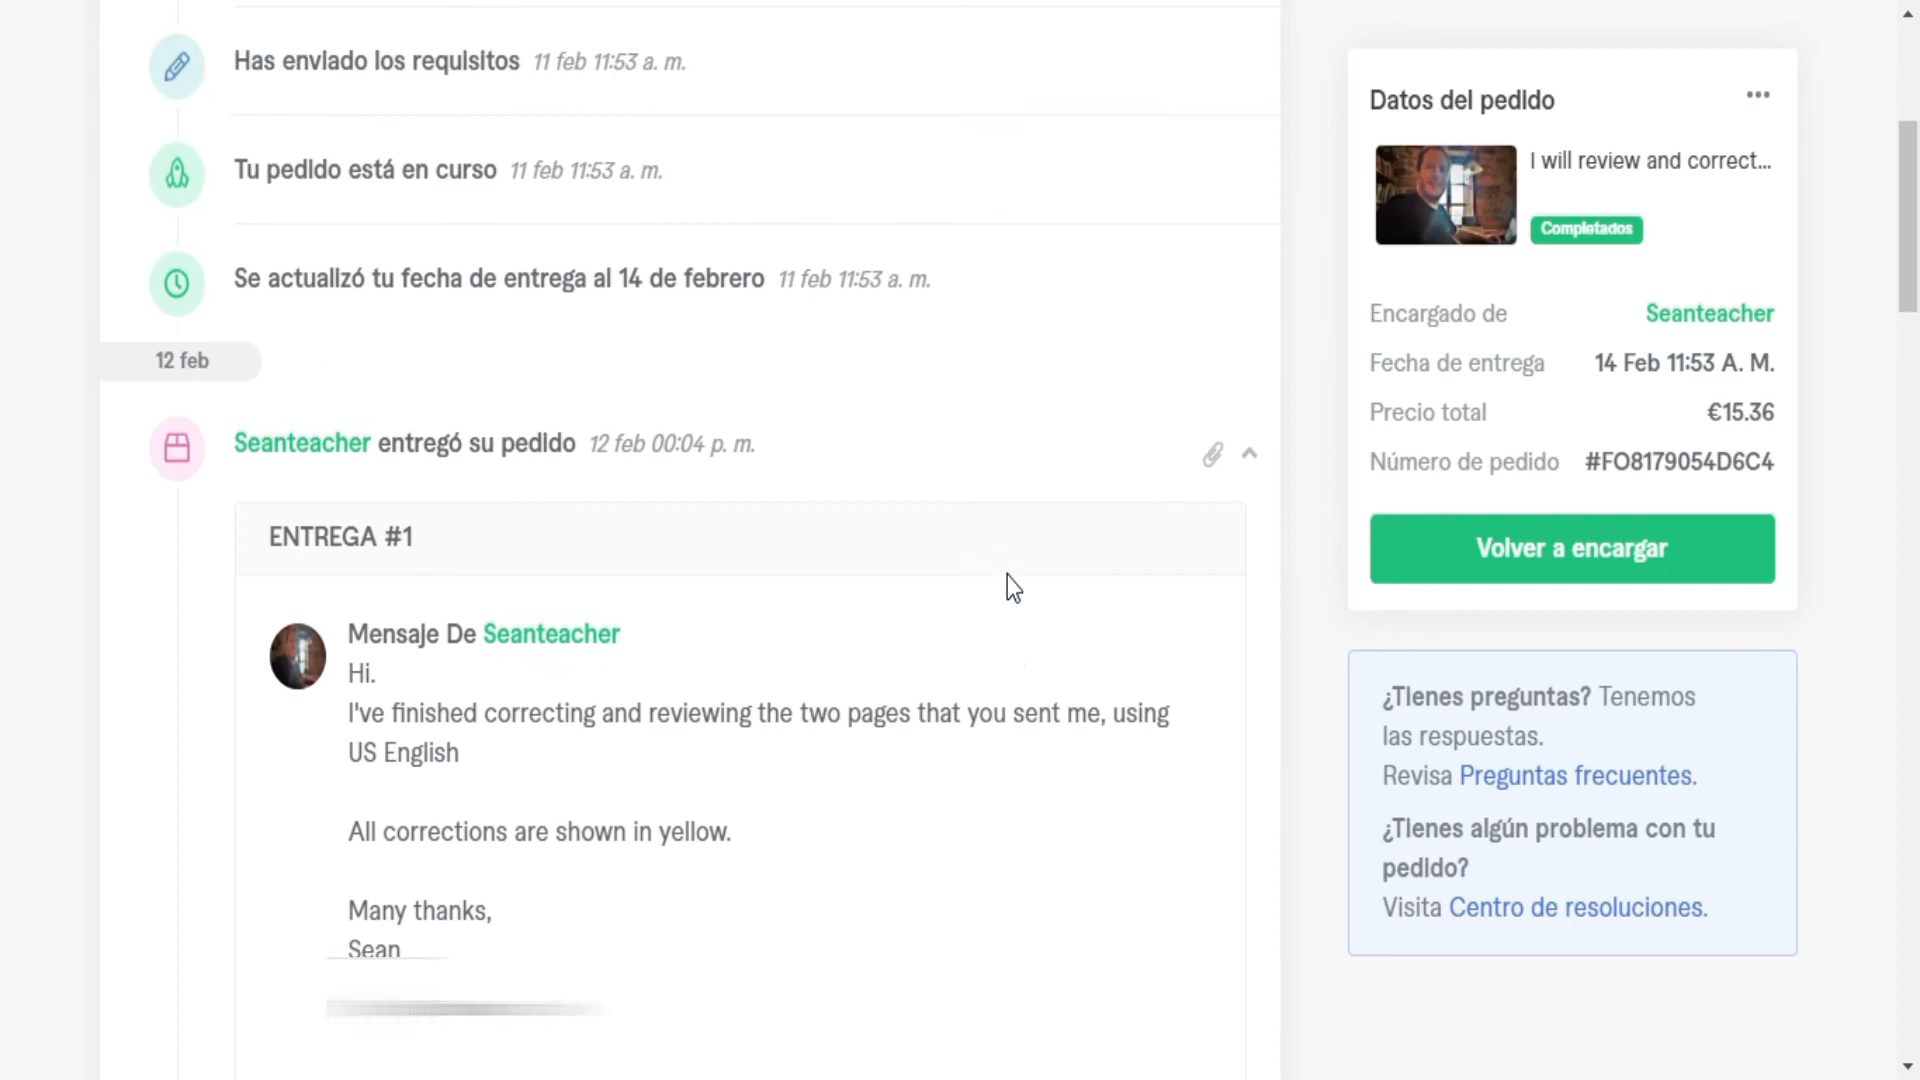 Has enviado los requisitos 11 feb 11:53 a. m.
Tu pedido está en curso 11 feb 11:53 a. m.
Se actualizó tu fecha de entrega al 14 de febrero 11 feb 11:53 a. m.
12 feb
Seanteacher entregó su pedido 12 feb 00:04 p. m.
ENTREGA #1
Mensaje De Seanteacher
Hi.
I've finished correcting and reviewing the two pages that you sent me, using
US English
All corrections are shown in yellow.
Many thanks,
Sean
Datos del pedido
I will review and correct...
Completados
Encargado de Seanteacher
Fecha de entrega 14 Feb 11:53 A. M.
Precio total €15.36
Número de pedido #FO8179054D6C4
Volver a encargar
¿Tienes preguntas? Tenemos
las respuestas.
Revisa Preguntas frecuentes.
¿Tienes algún problema con tu
pedido?
Visita Centro de resoluciones.